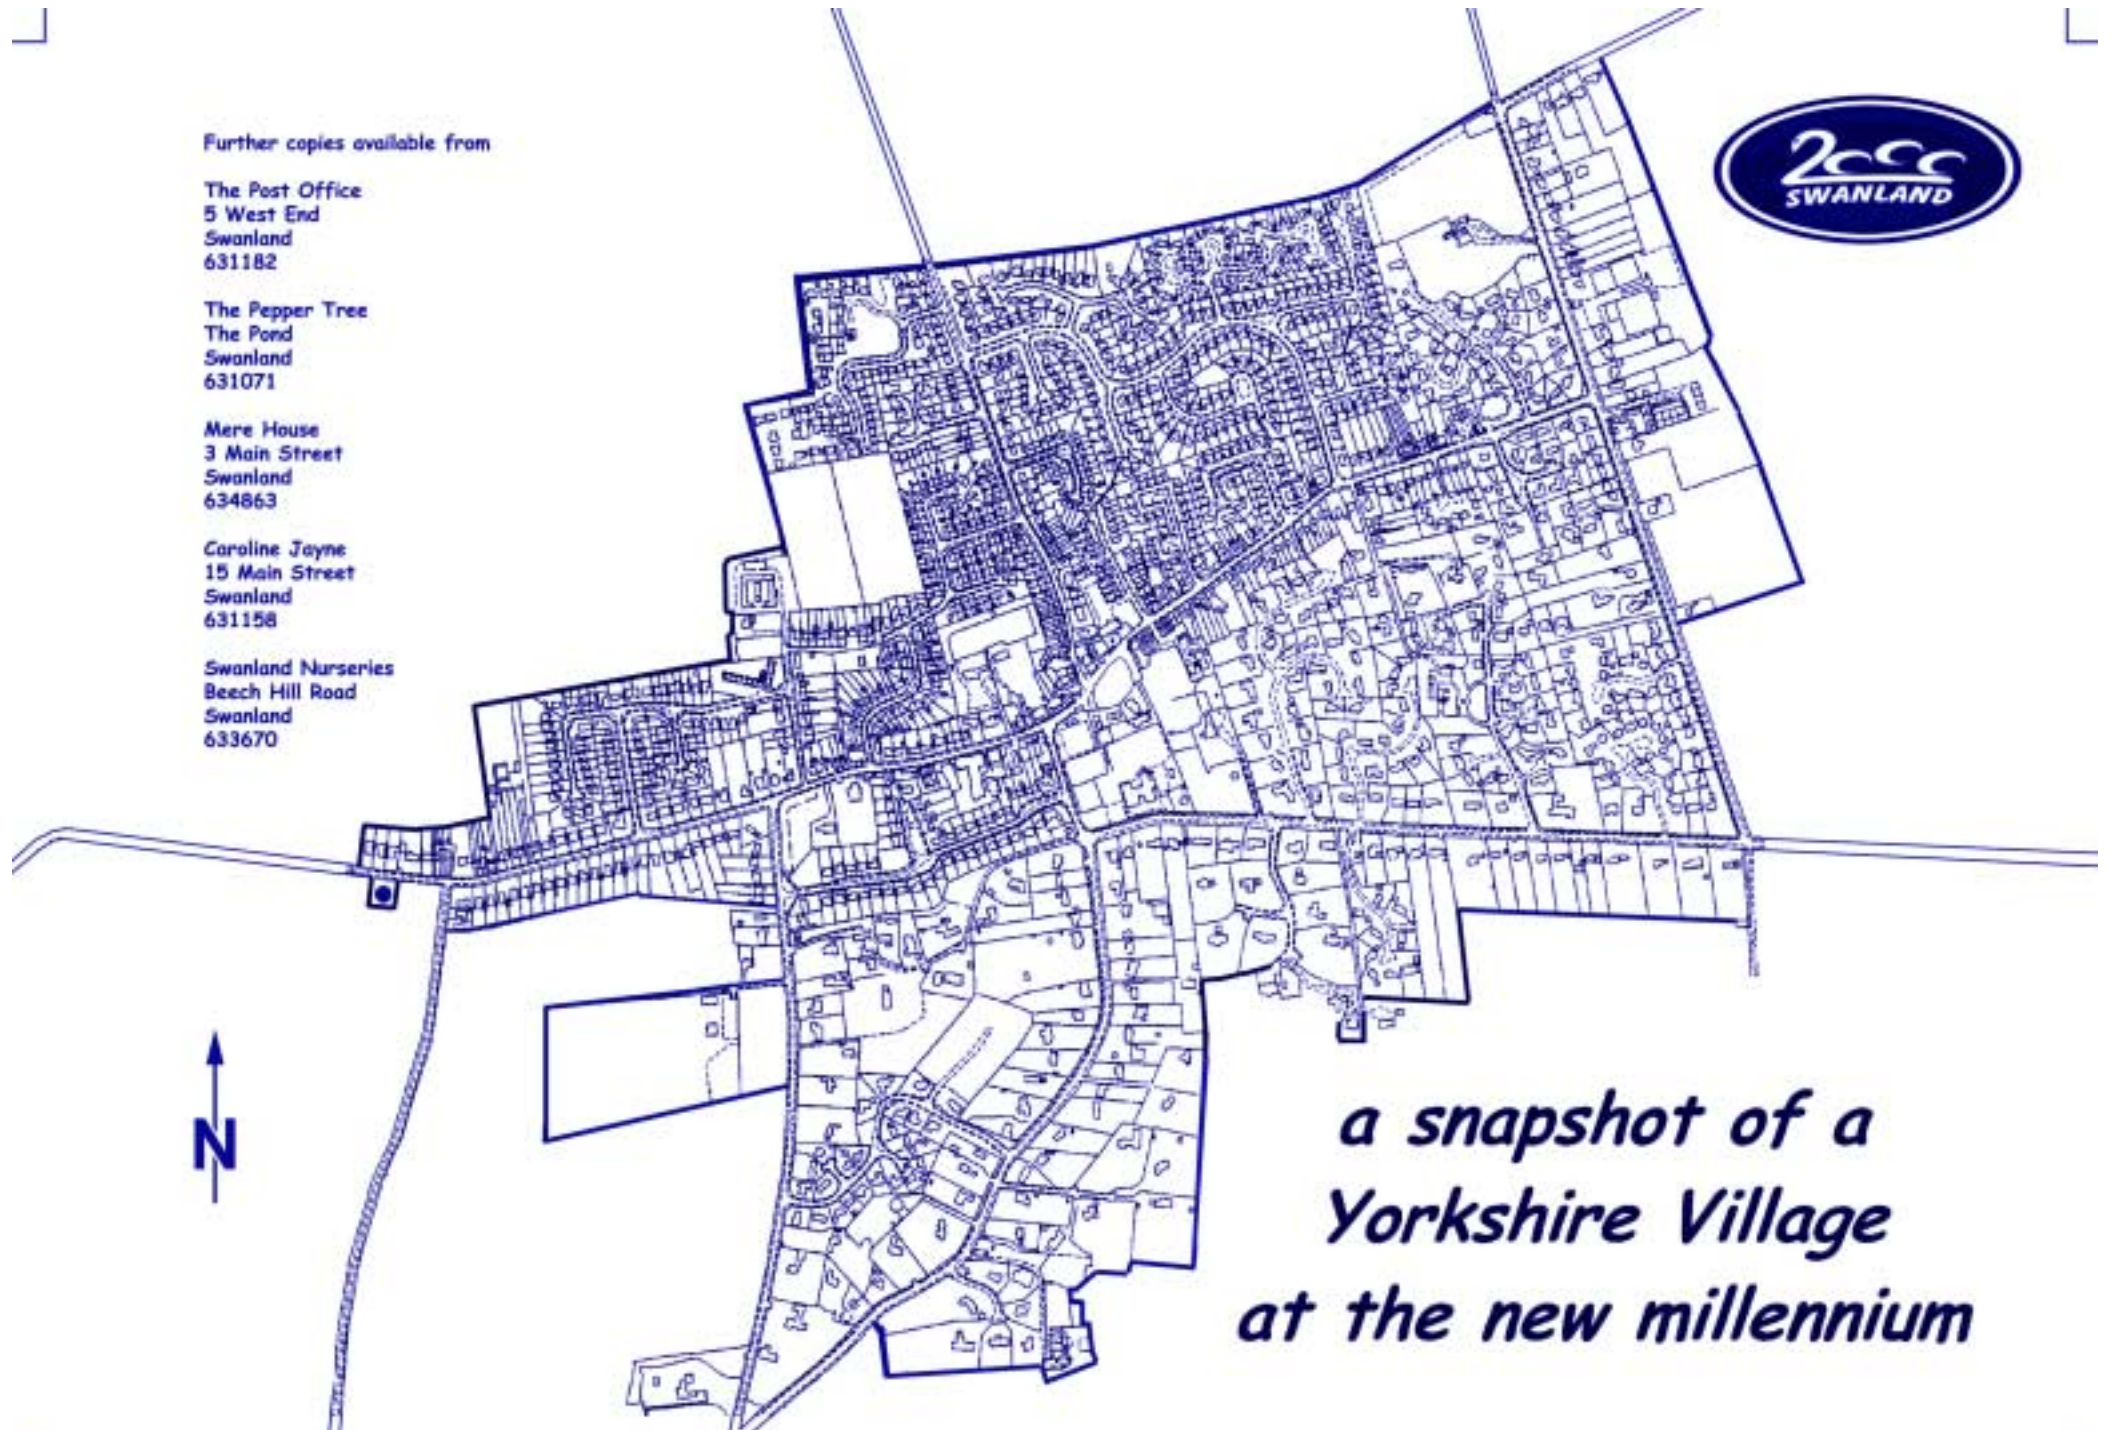 Further copies available from
The Post Office
5 West End
Swanland
631182
The Pepper Tree
The Pond
Swanland
631071
Mere House
3 Main Street
Swanland
634863
Caroline Jayne
15 Main Street
Swanland
631158
Swanland Nurseries
Beech Hill Road
Swanland
633670
2000
SWANLAND
N
a snapshot of a
Yorkshire Village
at the new millennium